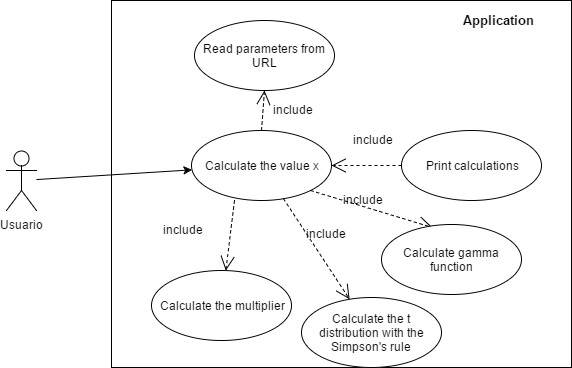 Application
Read parameters from
URL
include
include
Calculate the value x
Print calculations
Usuario
include
include
include
Calculate gamma
function
Calculate the multiplier
Calculate the t
distribution with the
Simpson's rule